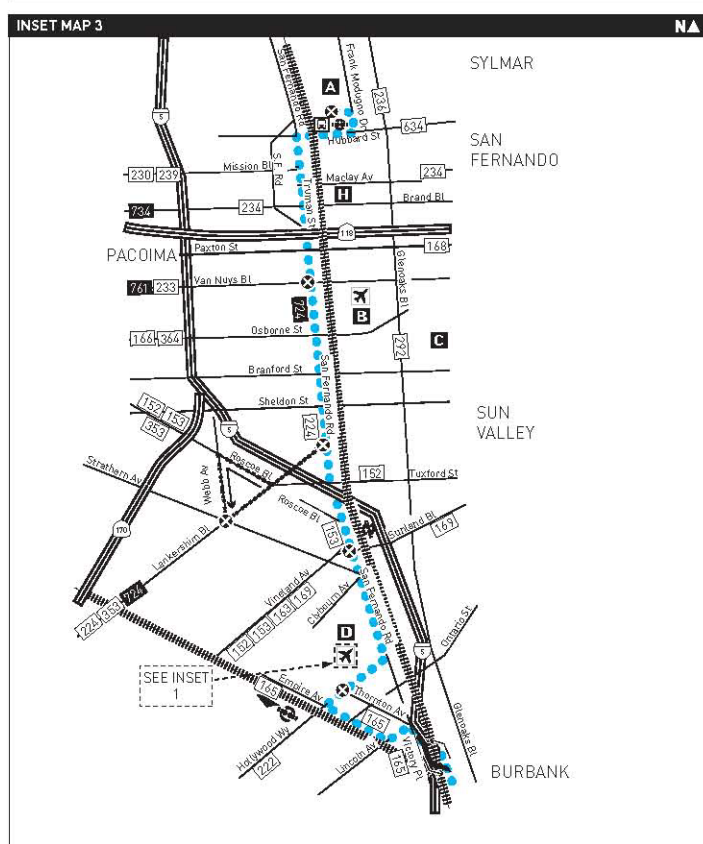 INSET MAP 3
N
SYLMAR
SAN
FERNANDO
PACOIMA
SUN
VALLEY
BURBANK
San Fernando Rd
Frank Modugno Dr
5
A
236
634
Hubbard St
S.F. Rd
Mission Bl
230 239
Truman St
Maclay Av
234
H
Brand Bl
734
234
118
Paxton St
168
Van Nuys Bl
761 233
724
B
Glenoaks Bl
Osborne St
166 364
292
C
Branford St
San Fernando Rd
Sheldon St
152 153
353
224
5
Roscoe Bl
152
Tuxford St
Strathern Av
Webb Av
Roscoe Bl
153
Sunland Bl
169
170
Lankershim Bl
224 353 724
Vineland Av
152 153 163 169
Clybourn Av
San Fernando Rd
Ontario St
D
5
SEE INSET
1
165
Empire Av
Thornton Av
165
Glenoaks Bl
Hollywood Wy
222
Lincoln Av
Victory Pl
165